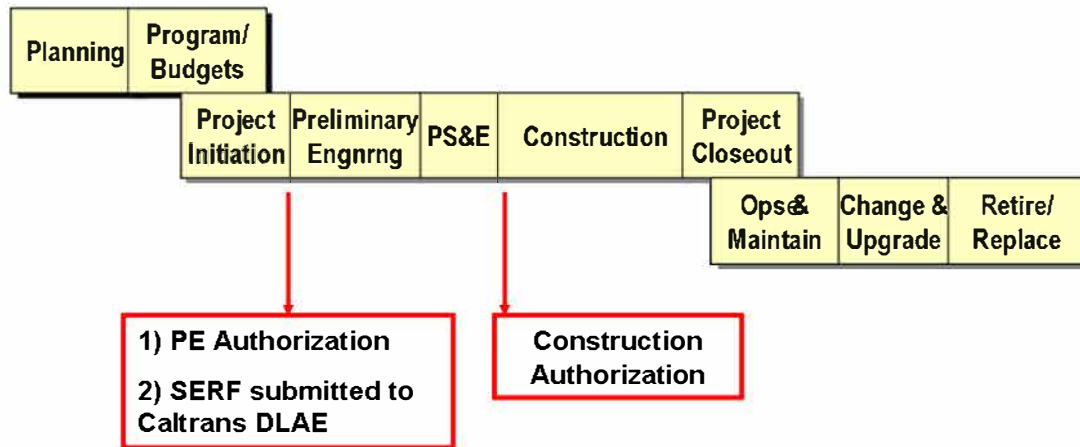 Planning
Program/
Budgets
Project
Initiation
Preliminary
Engnrng
PS&E
Construction
Project
Closeout
Ops&
Maintain
Change &
Upgrade
Retire/
Replace
1) PE Authorization
2) SERF submitted to
Caltrans DLAE
Construction
Authorization